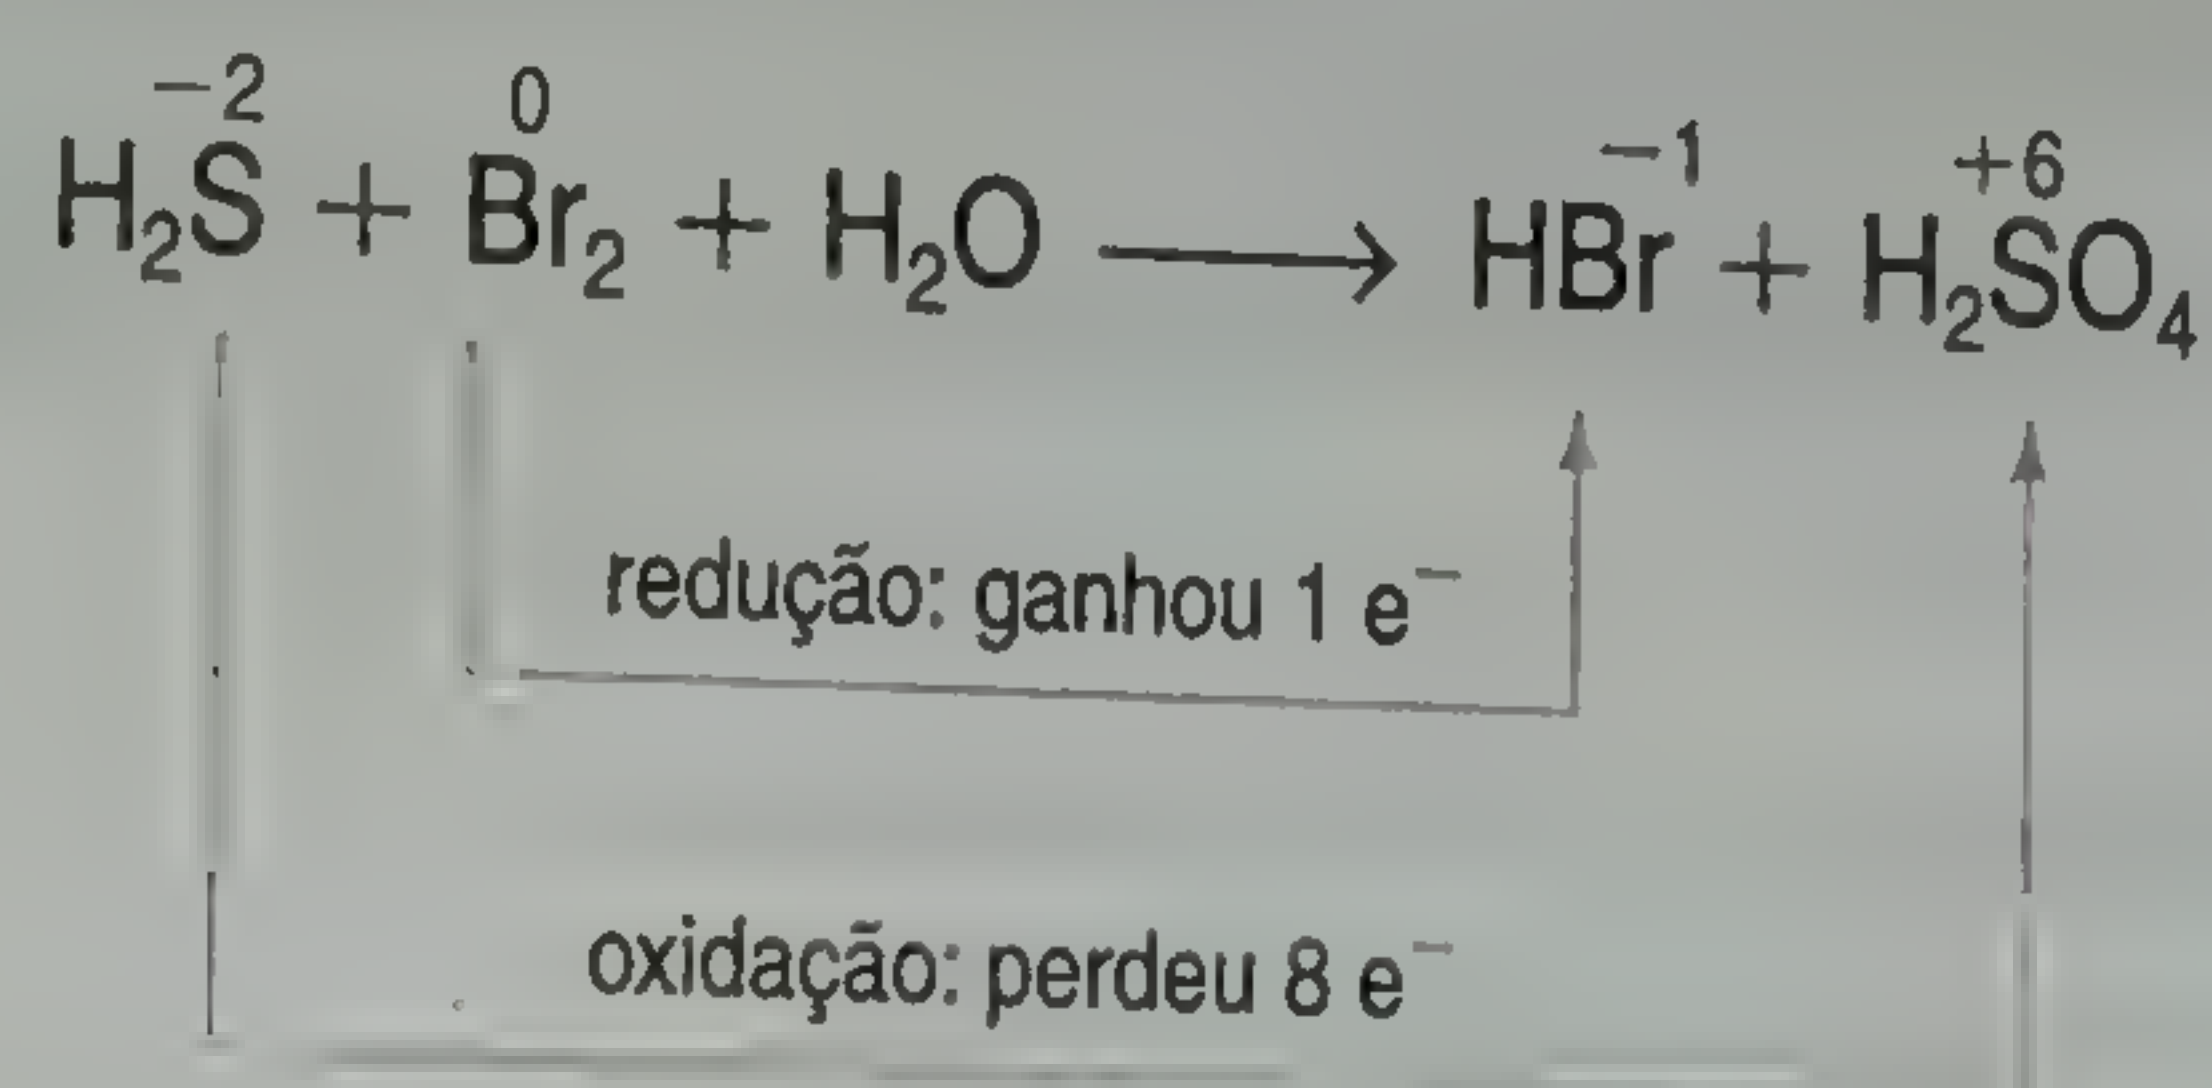 −2 0 −1 +6
H₂S + Br₂ + H₂O ⟶ HBr + H₂SO₄
redução: ganhou 1 e⁻
oxidação: perdeu 8 e⁻